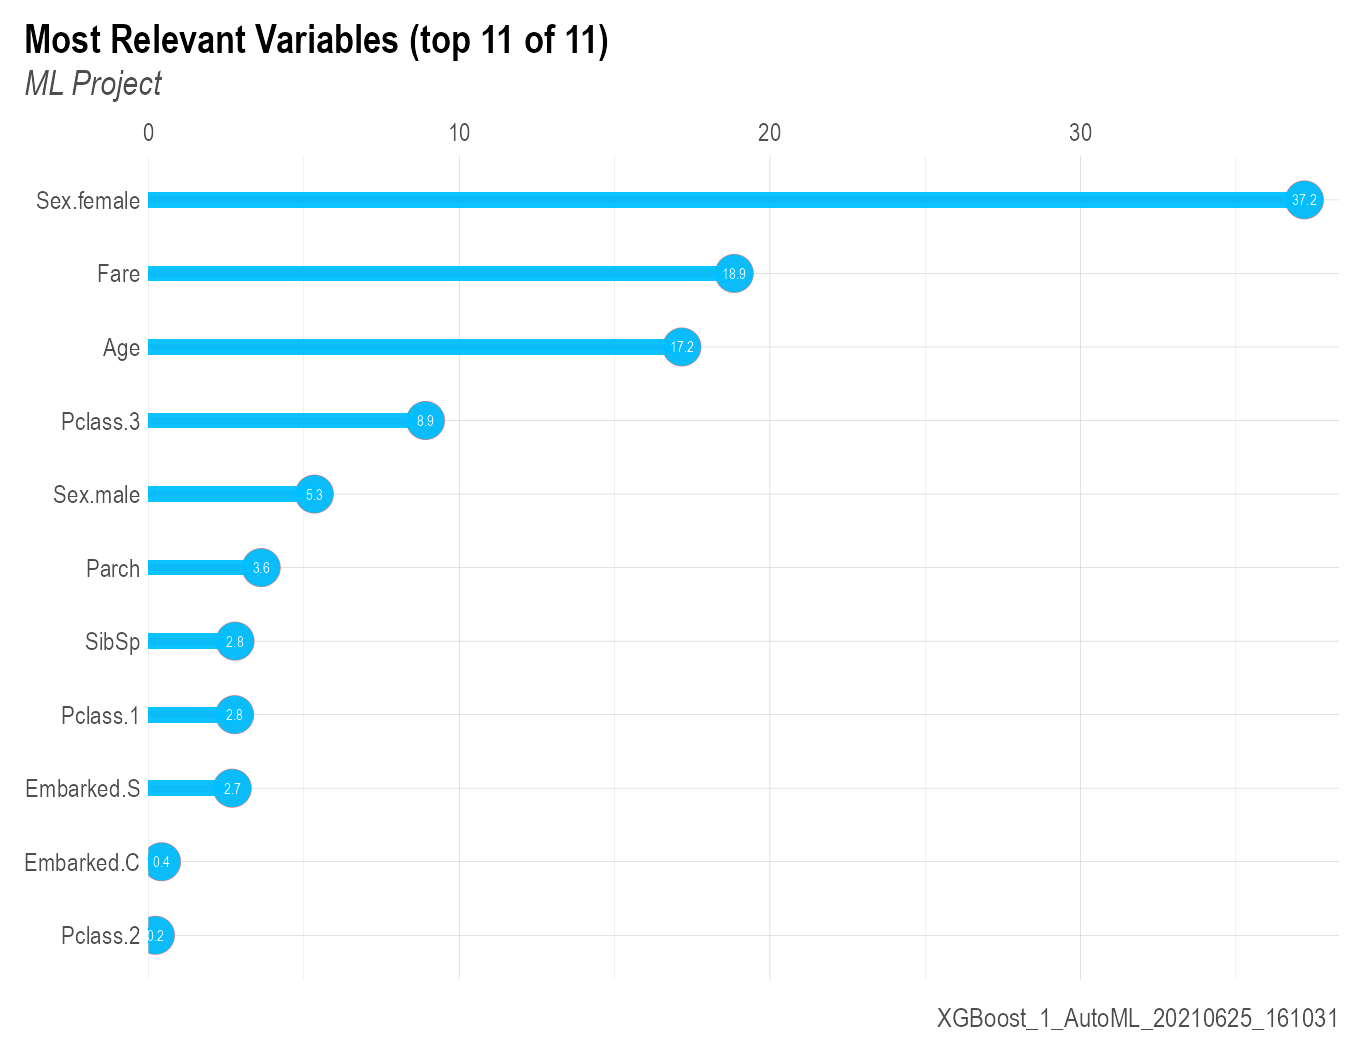 Most Relevant Variables (top 11 of 11)
ML Project
0 10 20 30
Sex.female 37.2
Fare 18.9
Age 17.2
Pclass.3 8.9
Sex.male 5.3
Parch 3.6
SibSp 2.8
Pclass.1 2.8
Embarked.S 2.7
Embarked.C 0.4
Pclass.2 0.2
XGBoost_1_AutoML_20210625_161031